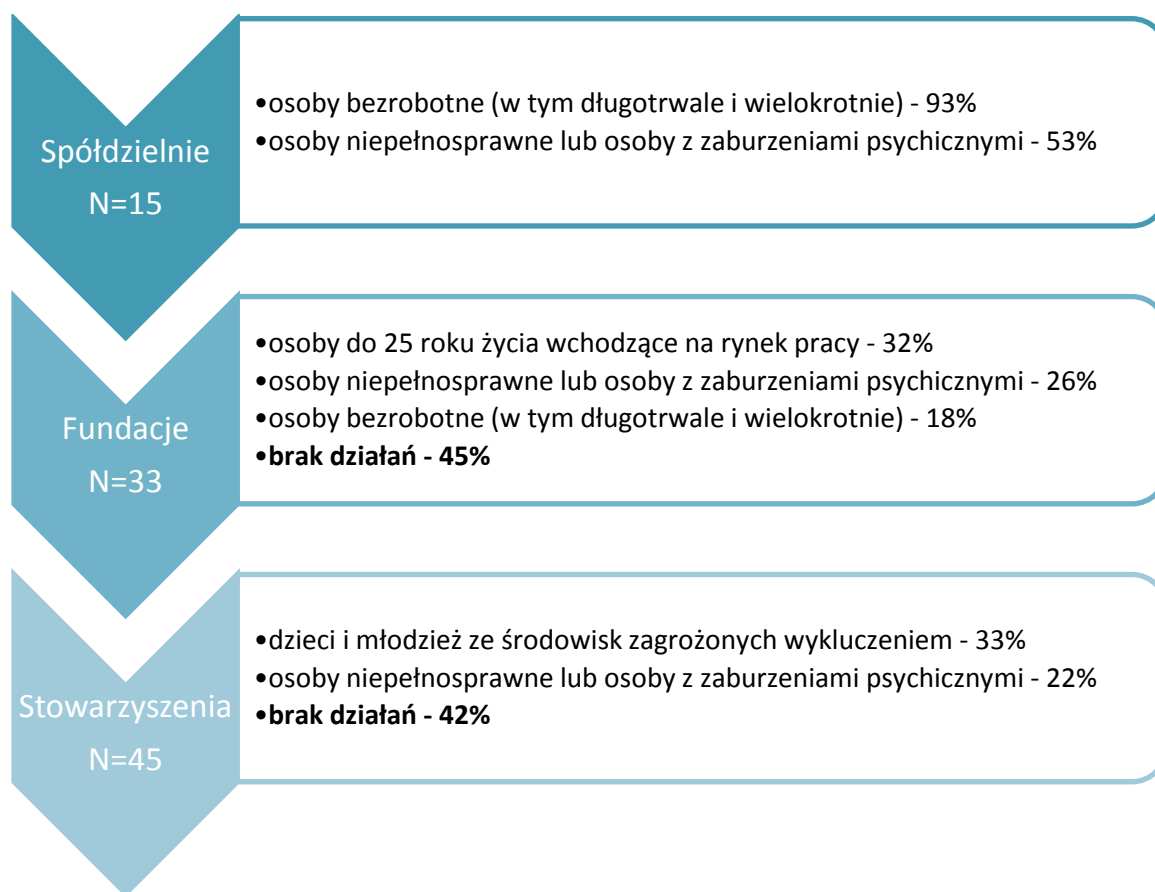 Spółdzielnie
N=15
•osoby bezrobotne (w tym długotrwale i wielokrotnie) - 93%
•osoby niepełnosprawne lub osoby z zaburzeniami psychicznymi - 53%
Fundacje
N=33
•osoby do 25 roku życia wchodzące na rynek pracy - 32%
•osoby niepełnosprawne lub osoby z zaburzeniami psychicznymi - 26%
•osoby bezrobotne (w tym długotrwale i wielokrotnie) - 18%
•brak działań - 45%
Stowarzyszenia
N=45
•dzieci i młodzież ze środowisk zagrożonych wykluczeniem - 33%
•osoby niepełnosprawne lub osoby z zaburzeniami psychicznymi - 22%
•brak działań - 42%